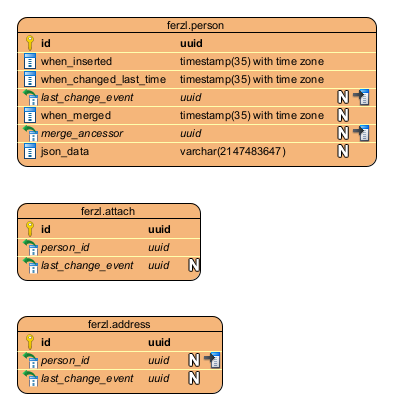 ferzl.person
id uuid
when_inserted timestamp(35) with time zone
when_changed_last_time timestamp(35) with time zone
last_change_event uuid N
when_merged timestamp(35) with time zone N
merge_ancessor uuid N
json_data varchar(2147483647) N
ferzl.attach
id uuid
person_id uuid
last_change_event uuid N
ferzl.address
id uuid
person_id uuid N
last_change_event uuid N